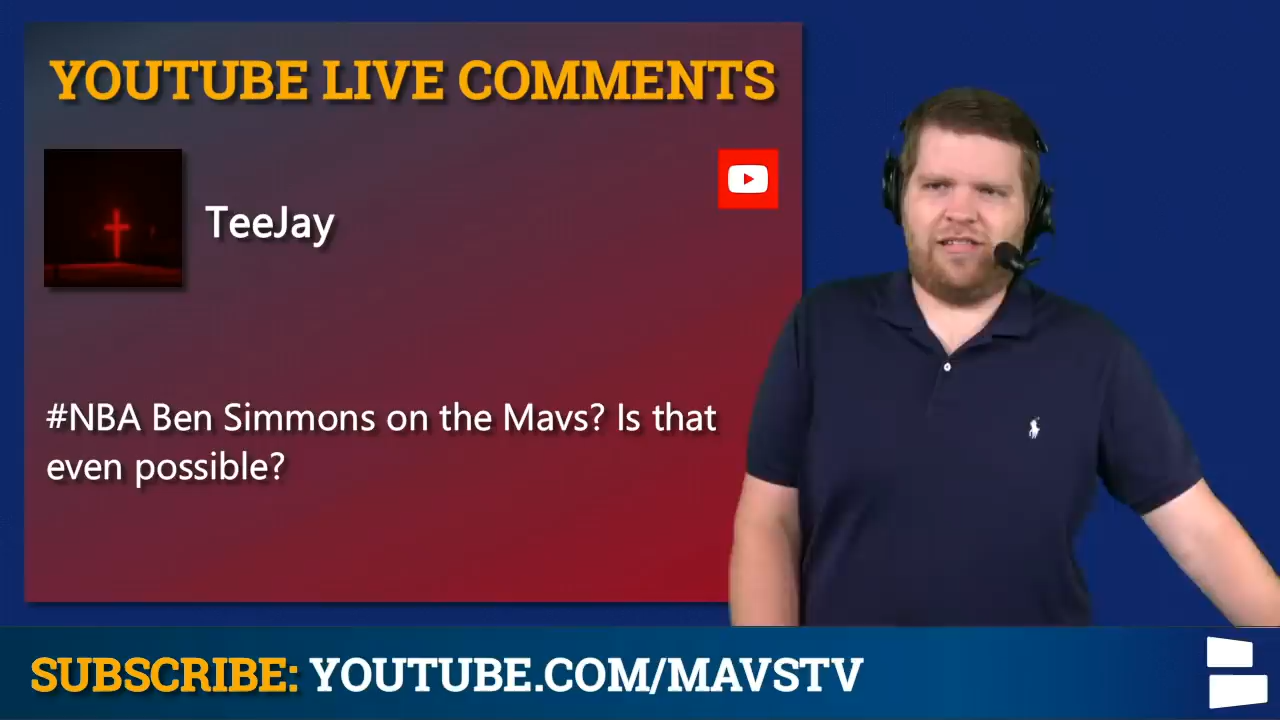 YOUTUBE LIVE COMMENTS
TeeJay
#NBA Ben Simmons on the Mavs? Is that
even possible?
SUBSCRIBE: YOUTUBE.COM/MAVSTV